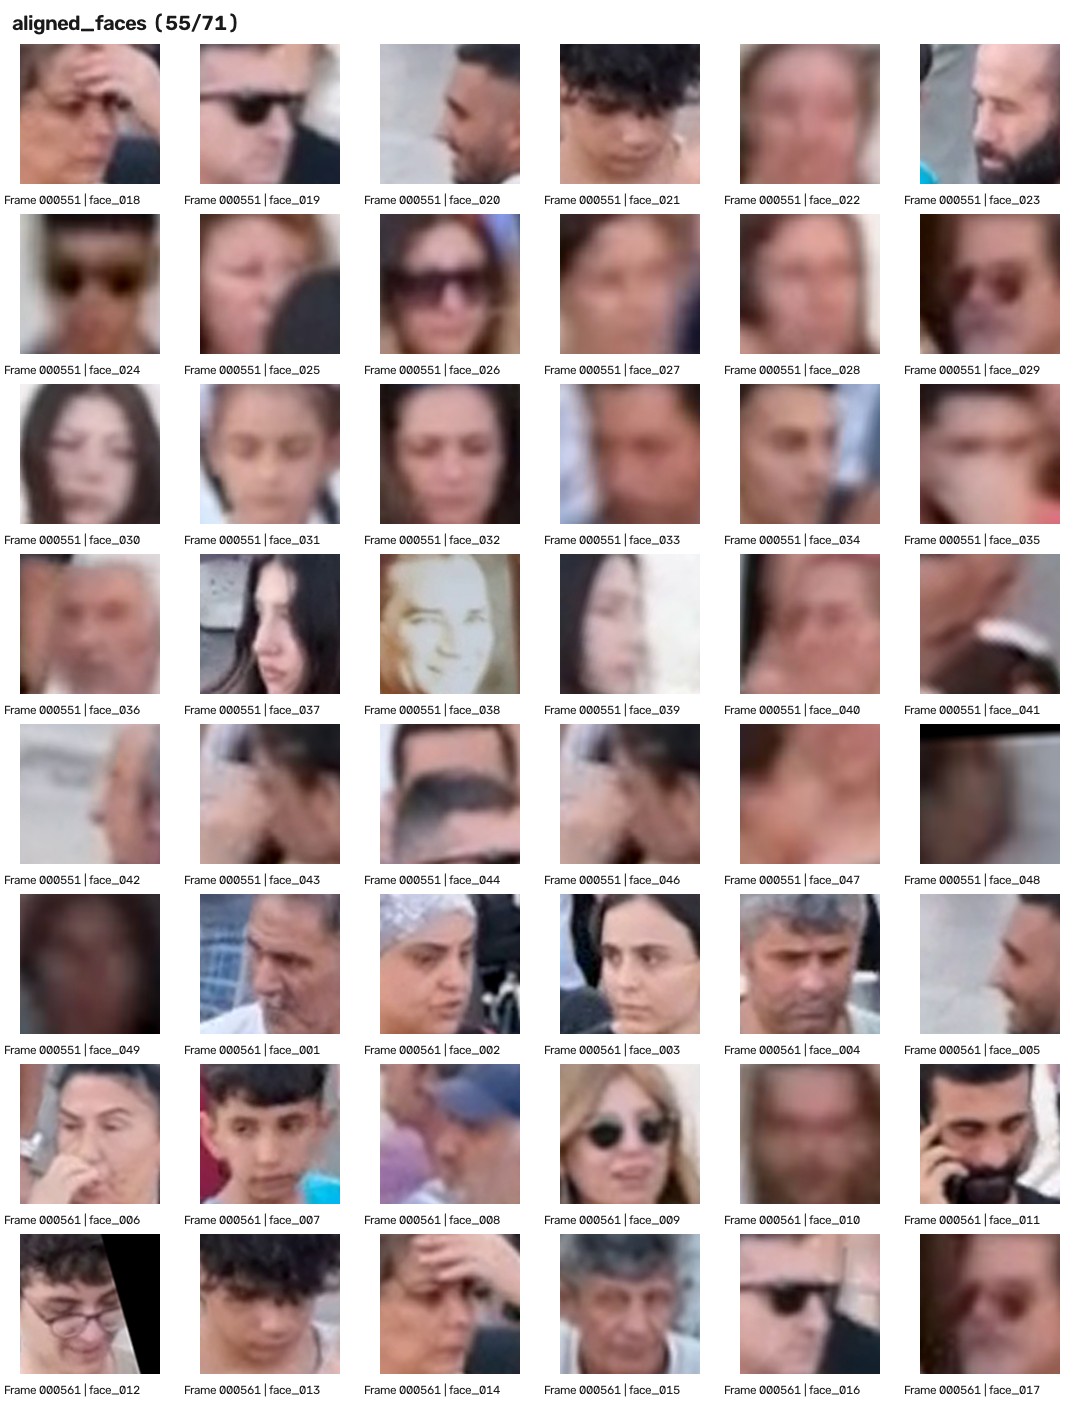 aligned_faces (55/71)
Frame 000551 | face_018
Frame 000551 | face_019
Frame 000551 | face_020
Frame 000551 | face_021
Frame 000551 | face_022
Frame 000551 | face_023
Frame 000551 | face_024
Frame 000551 | face_025
Frame 000551 | face_026
Frame 000551 | face_027
Frame 000551 | face_028
Frame 000551 | face_029
Frame 000551 | face_030
Frame 000551 | face_031
Frame 000551 | face_032
Frame 000551 | face_033
Frame 000551 | face_034
Frame 000551 | face_035
Frame 000551 | face_036
Frame 000551 | face_037
Frame 000551 | face_038
Frame 000551 | face_039
Frame 000551 | face_040
Frame 000551 | face_041
Frame 000551 | face_042
Frame 000551 | face_043
Frame 000551 | face_044
Frame 000551 | face_046
Frame 000551 | face_047
Frame 000551 | face_048
Frame 000551 | face_049
Frame 000561 | face_001
Frame 000561 | face_002
Frame 000561 | face_003
Frame 000561 | face_004
Frame 000561 | face_005
Frame 000561 | face_006
Frame 000561 | face_007
Frame 000561 | face_008
Frame 000561 | face_009
Frame 000561 | face_010
Frame 000561 | face_011
Frame 000561 | face_012
Frame 000561 | face_013
Frame 000561 | face_014
Frame 000561 | face_015
Frame 000561 | face_016
Frame 000561 | face_017